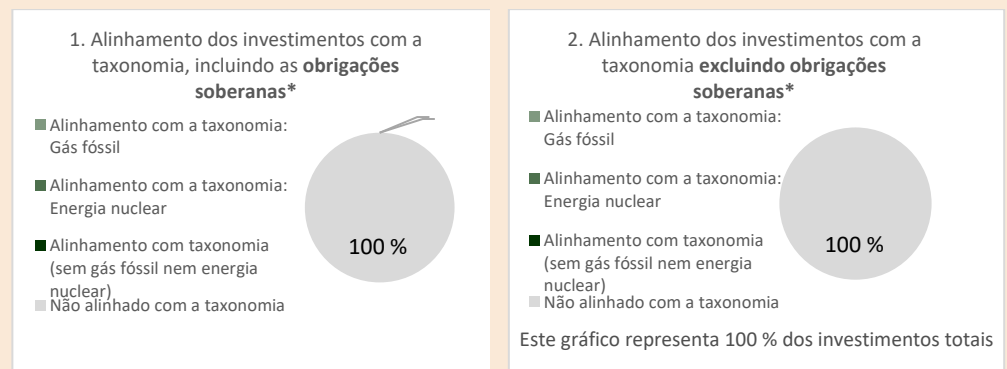 1. Alinhamento dos investimentos com a
taxonomia, incluindo as obrigações
soberanas*
Alinhamento com a taxonomia:
Gás fóssil
Alinhamento com a taxonomia:
Energia nuclear
Alinhamento com taxonomia
(sem gás fóssil nem energia
nuclear)
Não alinhado com a taxonomia
100 %
2. Alinhamento dos investimentos com a
taxonomia excluindo obrigações
soberanas*
Alinhamento com a taxonomia:
Gás fóssil
Alinhamento com a taxonomia:
Energia nuclear
Alinhamento com taxonomia
(sem gás fóssil nem energia
nuclear)
Não alinhado com a taxonomia
100 %
Este gráfico representa 100 % dos investimentos totais